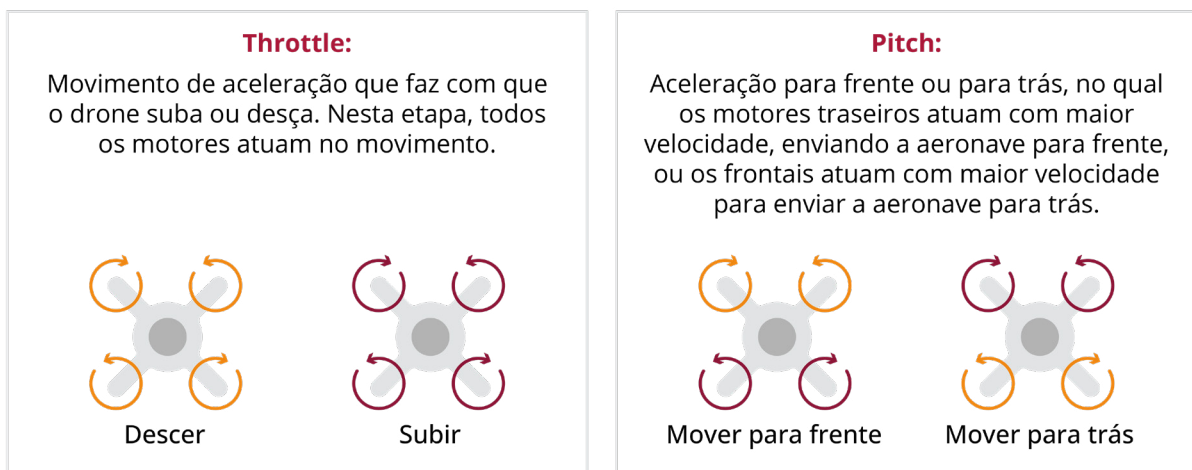 Throttle:
Movimento de aceleração que faz com que
o drone suba ou desça. Nesta etapa, todos
os motores atuam no movimento.
Descer
Subir
Pitch:
Aceleração para frente ou para trás, no qual
os motores traseiros atuam com maior
velocidade, enviando a aeronave para frente,
ou os frontais atuam com maior velocidade
para enviar a aeronave para trás.
Mover para frente
Mover para trás